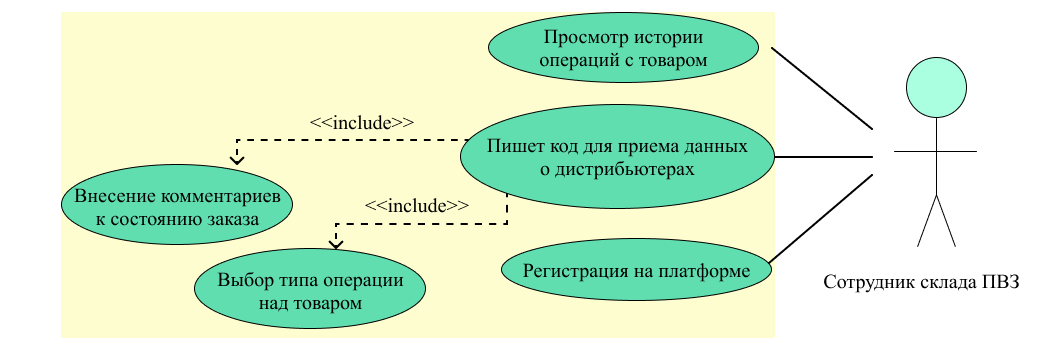 Просмотр истории
операций с товаром
<<include>>
Пишет код для приема данных
о дистрибьютерах
Внесение комментариев
к состоянию заказа
<<include>>
Регистрация на платформе
Выбор типа операции
над товаром
Сотрудник склада ПВЗ